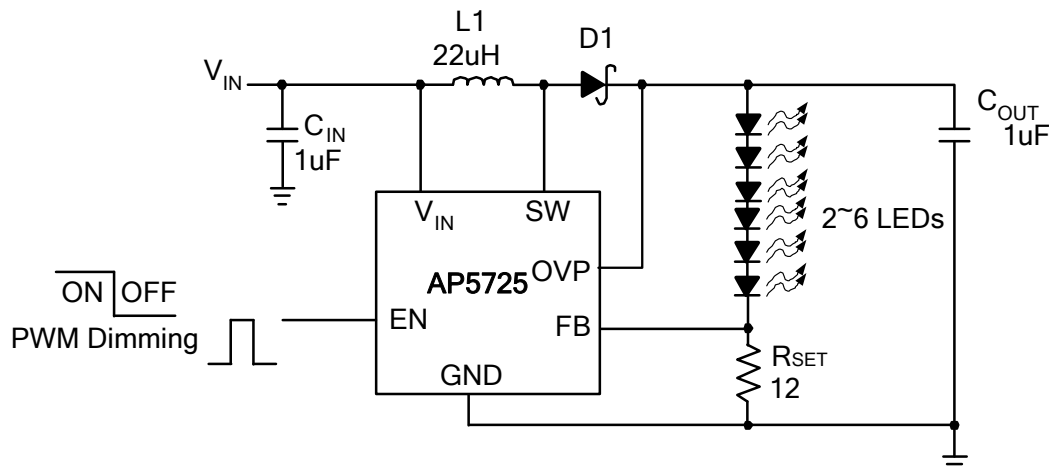 L1
22uH
D1
VIN
CIN
1uF
COUT
1uF
VIN
SW
OVP
AP5725
2~6 LEDs
ON OFF
PWM Dimming
EN
FB
GND
RSET
12